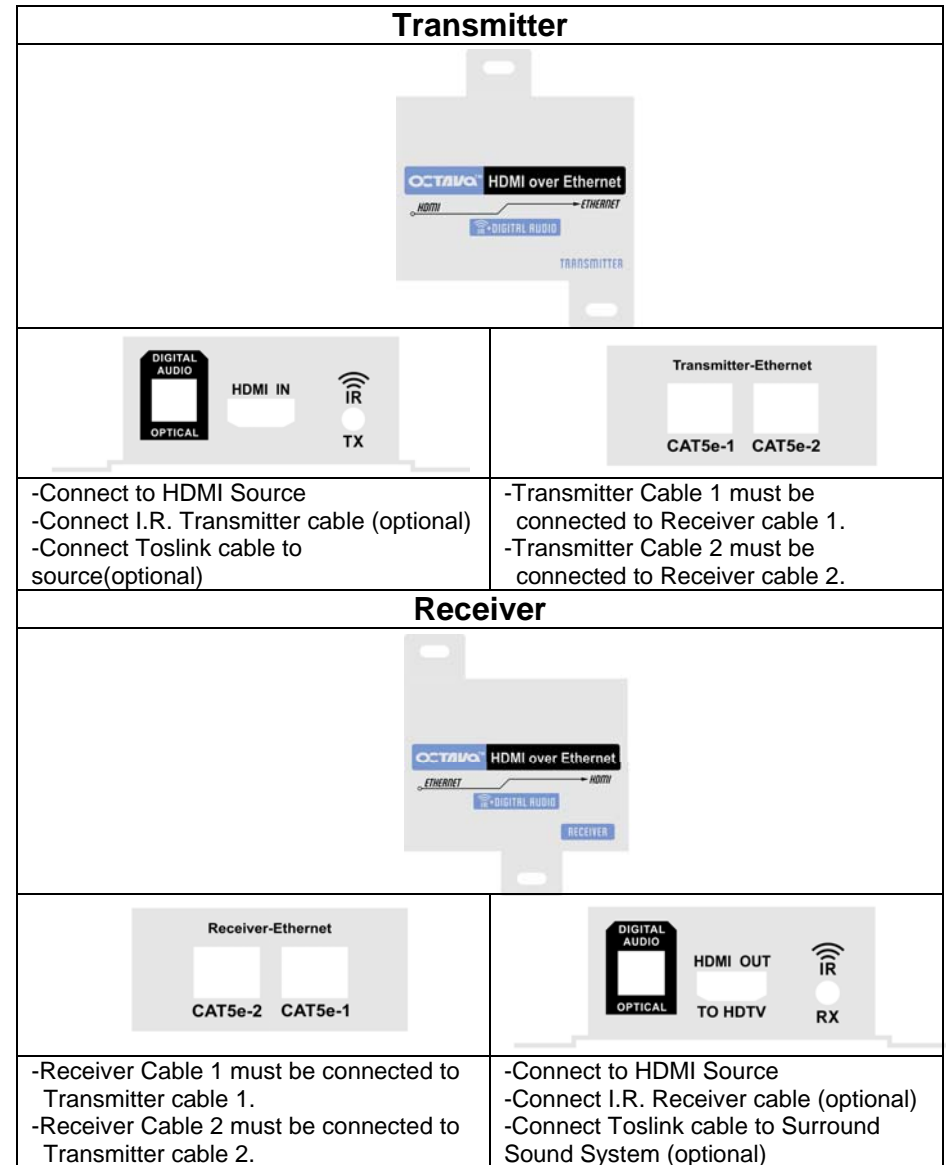 Transmitter
OCTAVA™ HDMI over Ethernet
HDMI ETHERNET
IR+DIGITAL AUDIO
TRANSMITTER
DIGITAL
AUDIO
OPTICAL
HDMI IN
IR
TX
Transmitter-Ethernet
CAT5e-1 CAT5e-2
-Connect to HDMI Source
-Connect I.R. Transmitter cable (optional)
-Connect Toslink cable to
source(optional)
-Transmitter Cable 1 must be
connected to Receiver cable 1.
-Transmitter Cable 2 must be
connected to Receiver cable 2.
Receiver
OCTAVA™ HDMI over Ethernet
ETHERNET HDMI
IR+DIGITAL AUDIO
RECEIVER
Receiver-Ethernet
CAT5e-2 CAT5e-1
DIGITAL
AUDIO
OPTICAL
HDMI OUT
TO HDTV
IR
RX
-Receiver Cable 1 must be connected to
Transmitter cable 1.
-Receiver Cable 2 must be connected to
Transmitter cable 2.
-Connect to HDMI Source
-Connect I.R. Receiver cable (optional)
-Connect Toslink cable to Surround
Sound System (optional)